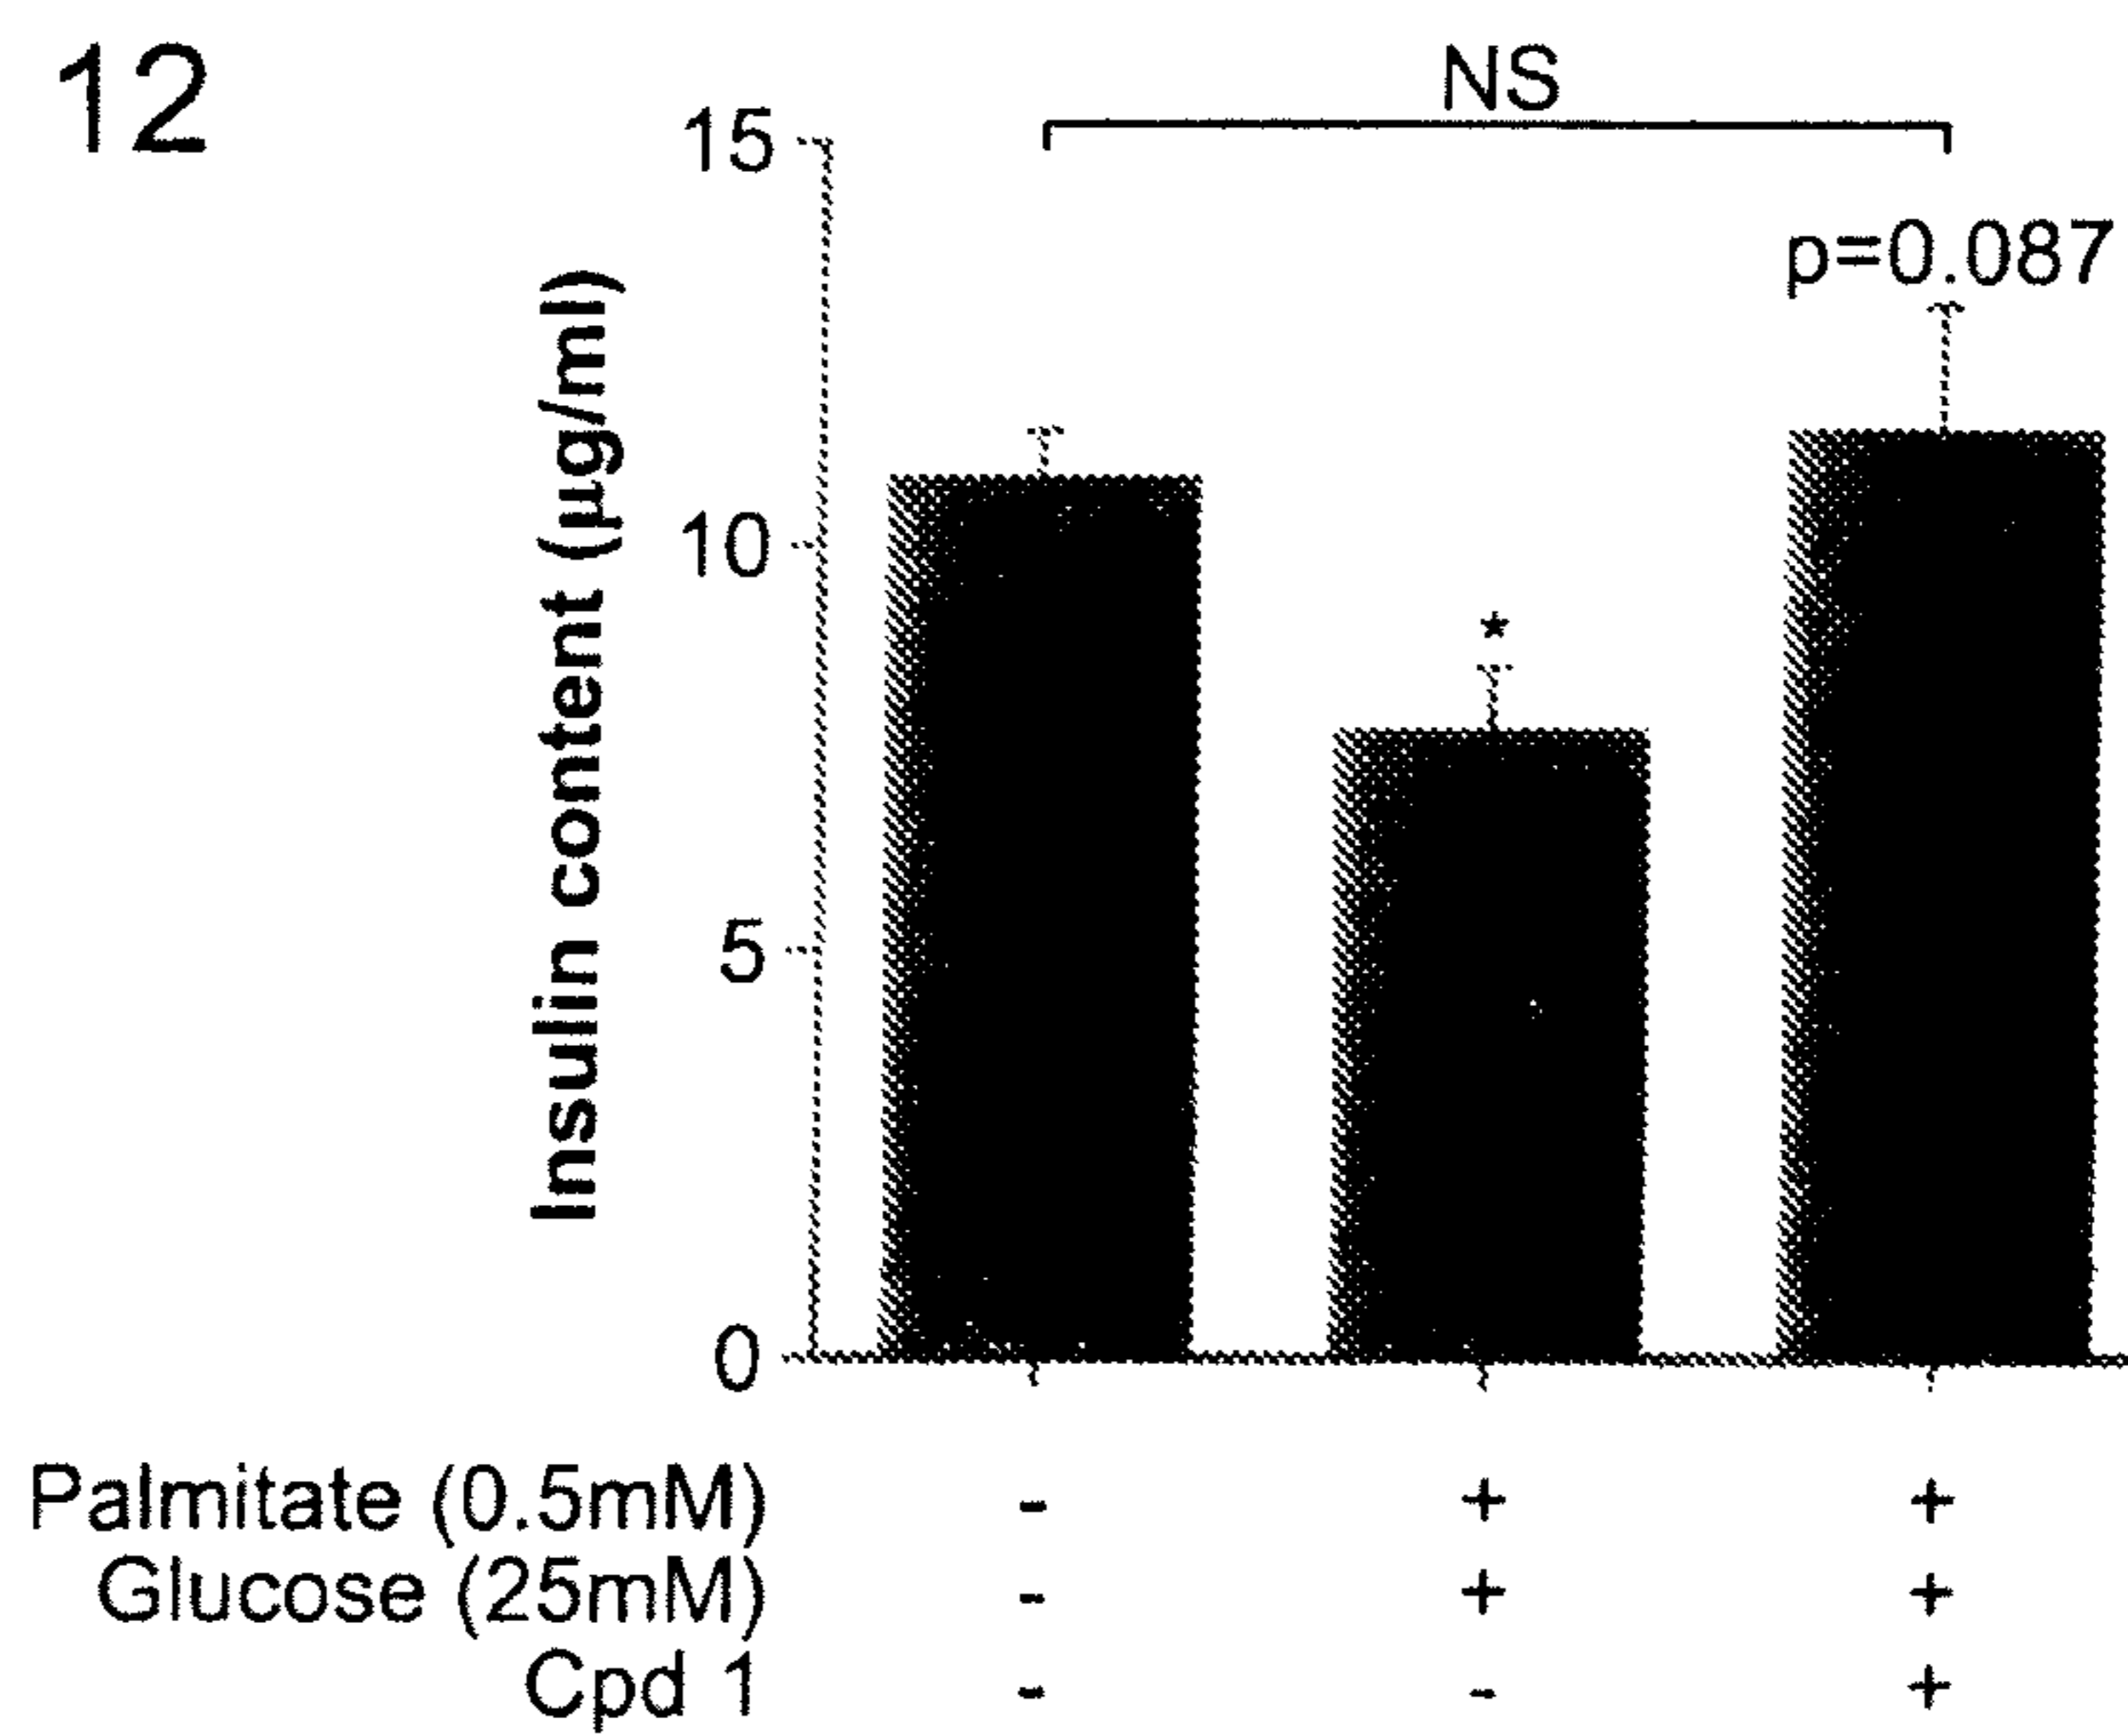 12
NS
15
p=0.087
10
*
5
0
Insulin content (µg/ml)
Palmitate (0.5mM) - + +
Glucose (25mM) - + +
Cpd 1 - - +